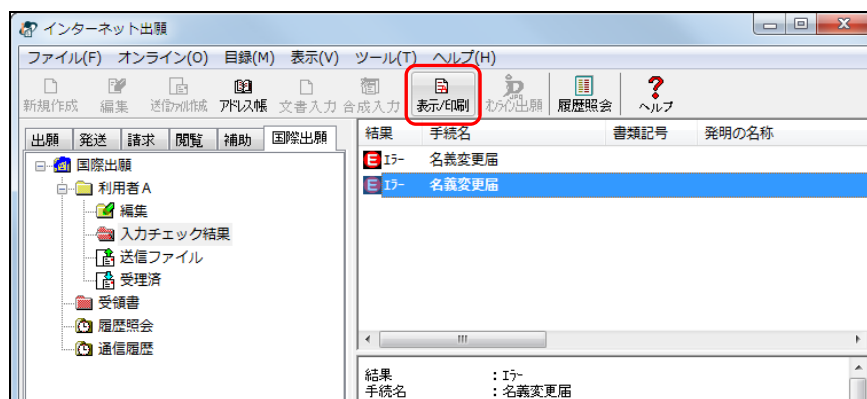 インターネット出願
ファイル(F) オンライン(O) 目録(M) 表示(V) ツール(T) ヘルプ(H)
新規作成 編集 送信ﾌｧｲﾙ作成 アドレス帳 文書入力 合成入力 表示/印刷 ｵﾝﾗｲﾝ出願 履歴照会 ヘルプ
出願 発送 請求 閲覧 補助 国際出願
国際出願
利用者A
編集
入力チェック結果
送信ファイル
受理済
受領書
履歴照会
通信履歴
結果 手続名 書類記号 発明の名称
E ｴﾗｰ 名義変更届
E ｴﾗｰ 名義変更届
結果 : ｴﾗｰ
手続名 : 名義変更届